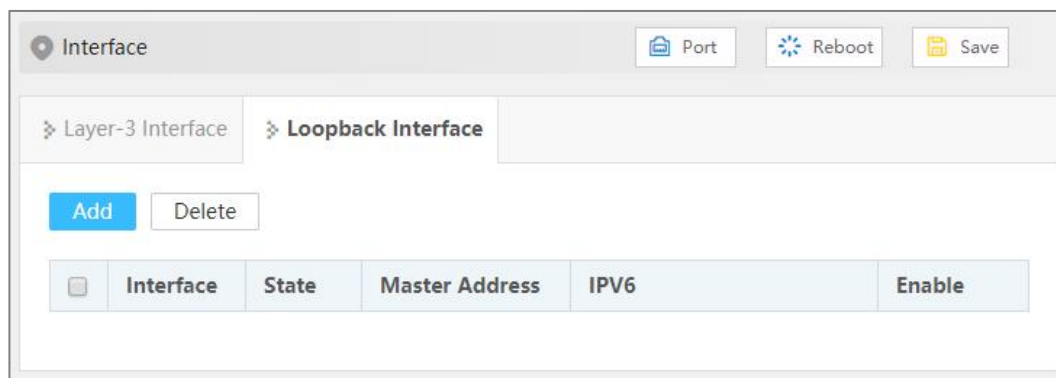 Interface Port Reboot Save
Layer-3 Interface Loopback Interface
Add Delete
Interface State Master Address IPV6 Enable